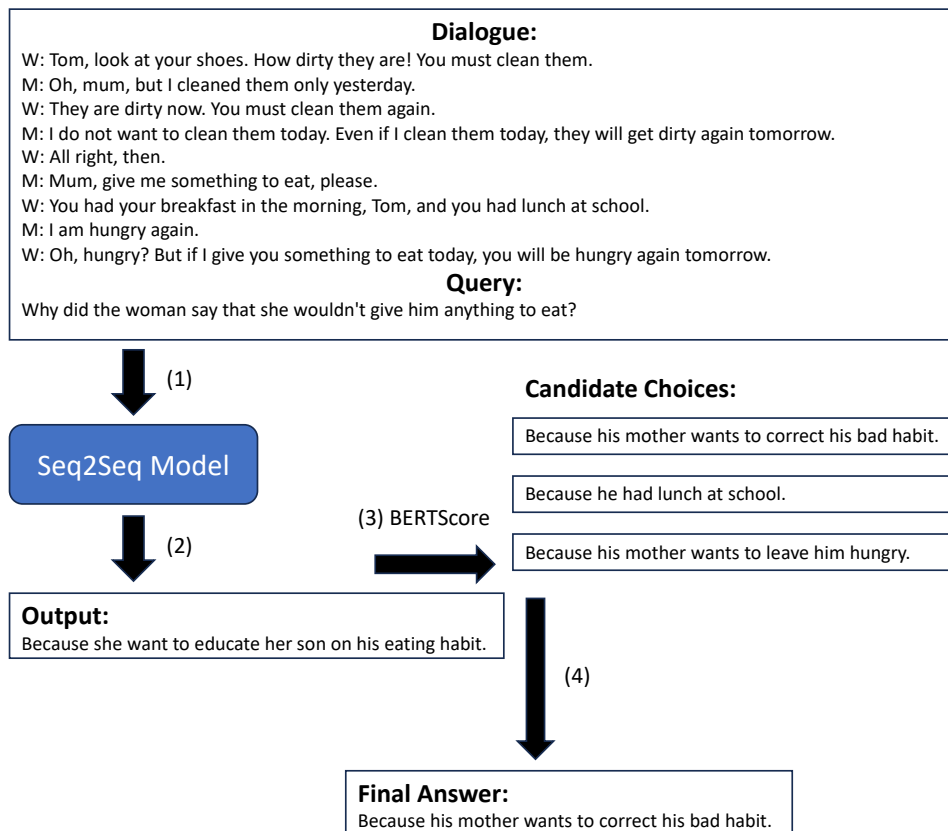 Dialogue:
W: Tom, look at your shoes. How dirty they are! You must clean them.
M: Oh, mum, but I cleaned them only yesterday.
W: They are dirty now. You must clean them again.
M: I do not want to clean them today. Even if I clean them today, they will get dirty again tomorrow.
W: All right, then.
M: Mum, give me something to eat, please.
W: You had your breakfast in the morning, Tom, and you had lunch at school.
M: I am hungry again.
W: Oh, hungry? But if I give you something to eat today, you will be hungry again tomorrow.
Query:
Why did the woman say that she wouldn't give him anything to eat?
(1)
Candidate Choices:
Because his mother wants to correct his bad habit.
Seq2Seq Model
Because he had lunch at school.
(3) BERTScore
(2)
Because his mother wants to leave him hungry.
Output:
Because she want to educate her son on his eating habit.
(4)
Final Answer:
Because his mother wants to correct his bad habit.